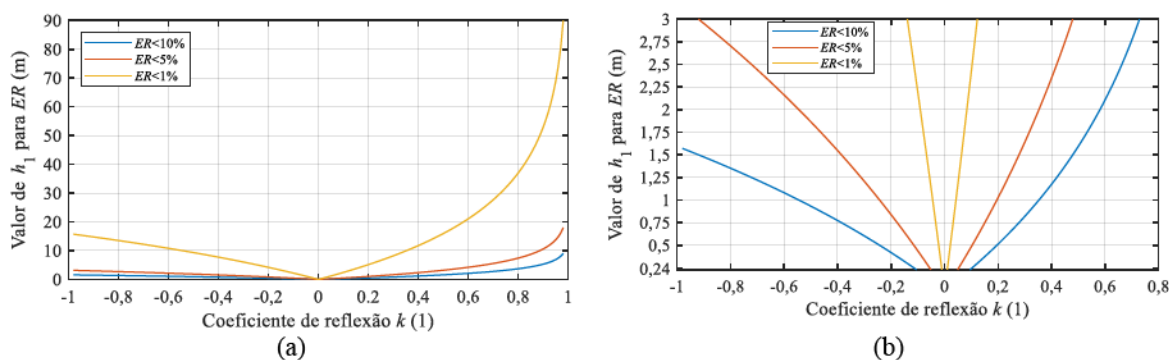 Valor de h1 para ER (m)
90
80
70
60
50
40
30
20
10
0
ER<10%
ER<5%
ER<1%
-1 -0,8 -0,6 -0,4 -0,2 0 0,2 0,4 0,6 0,8 1
Coeficiente de reflexão k (1)
(a)
Valor de h1 para ER (m)
3
2,75
2,5
2,25
2
1,75
1,5
1,25
1
0,75
0,5
0,24
ER<10%
ER<5%
ER<1%
-1 -0,8 -0,6 -0,4 -0,2 0 0,2 0,4 0,6 0,8
Coeficiente de reflexão k (1)
(b)